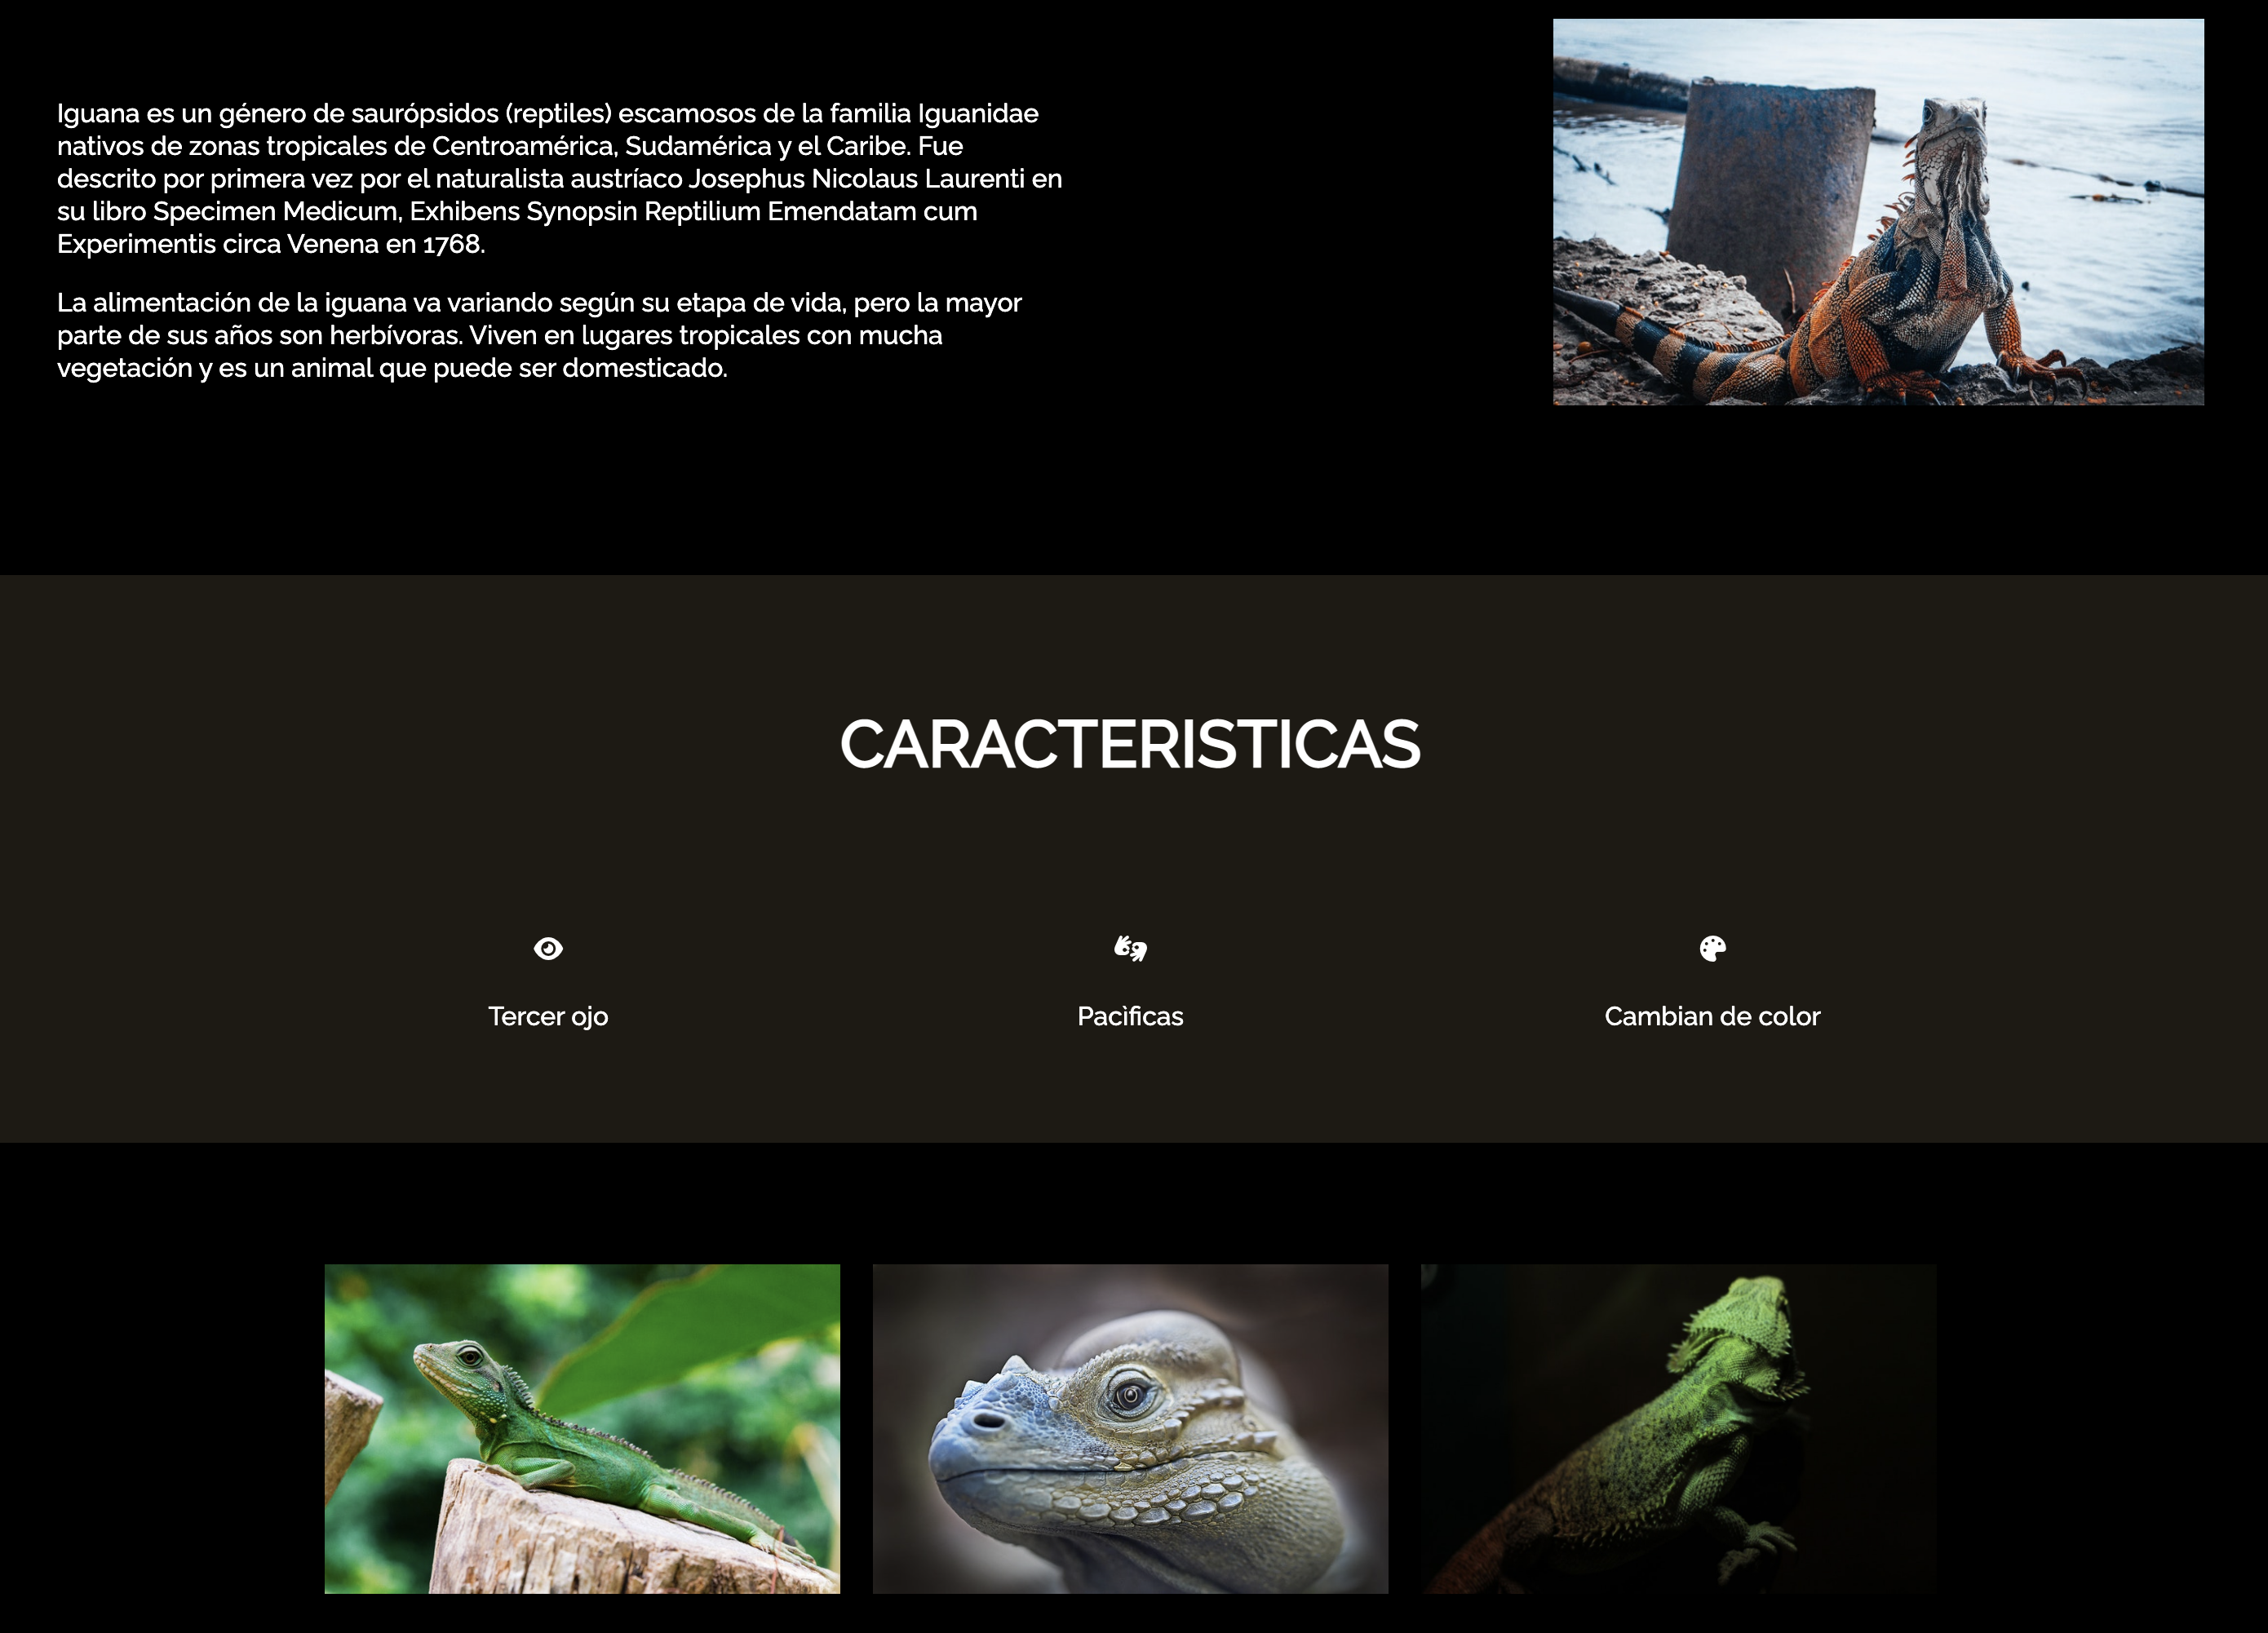 Iguana es un género de saurópsidos (reptiles) escamosos de la familia Iguanidae
nativos de zonas tropicales de Centroamérica, Sudamérica y el Caribe. Fue
descrito por primera vez por el naturalista austríaco Josephus Nicolaus Laurenti en
su libro Specimen Medicum, Exhibens Synopsin Reptilium Emendatam cum
Experimentis circa Venena en 1768.
La alimentación de la iguana va variando según su etapa de vida, pero la mayor
parte de sus años son herbívoras. Viven en lugares tropicales con mucha
vegetación y es un animal que puede ser domesticado.
CARACTERISTICAS
Tercer ojo
Pacìficas
Cambian de color